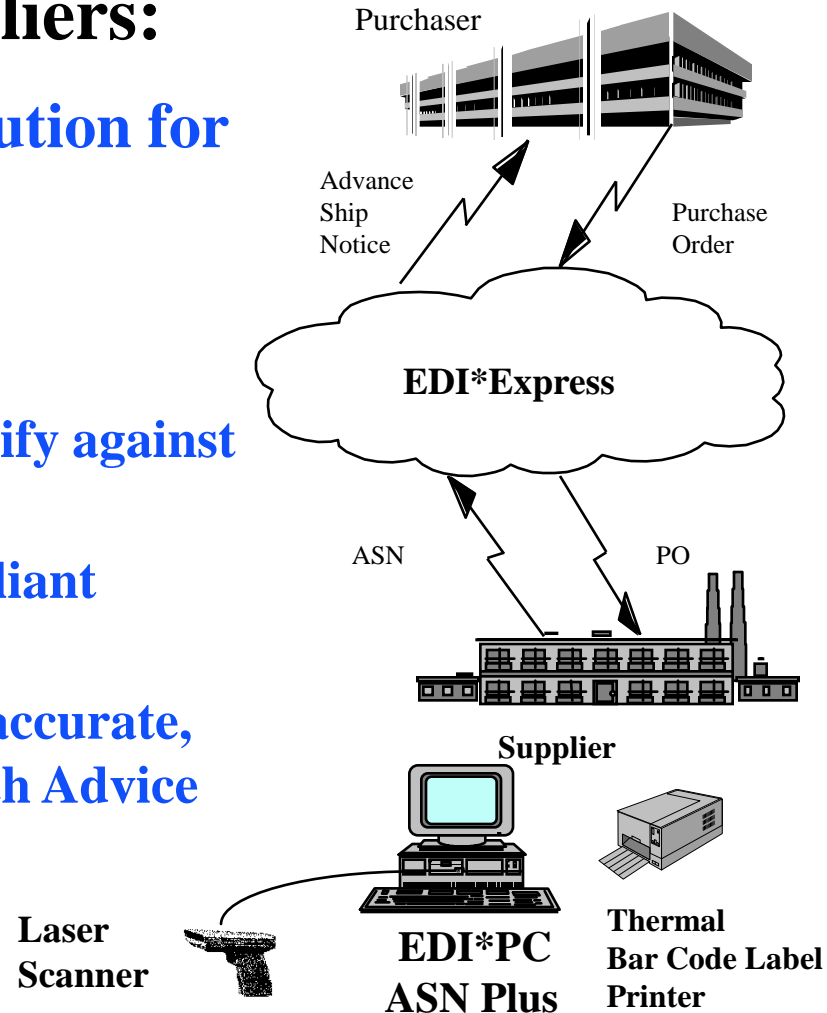 liers:
Purchaser
ution for
Advance
Ship
Notice
Purchase
Order
EDI*Express
ify against
ASN
PO
liant
accurate,
h Advice
Supplier
Laser
Scanner
EDI*PC
ASN Plus
Thermal
Bar Code Label
Printer